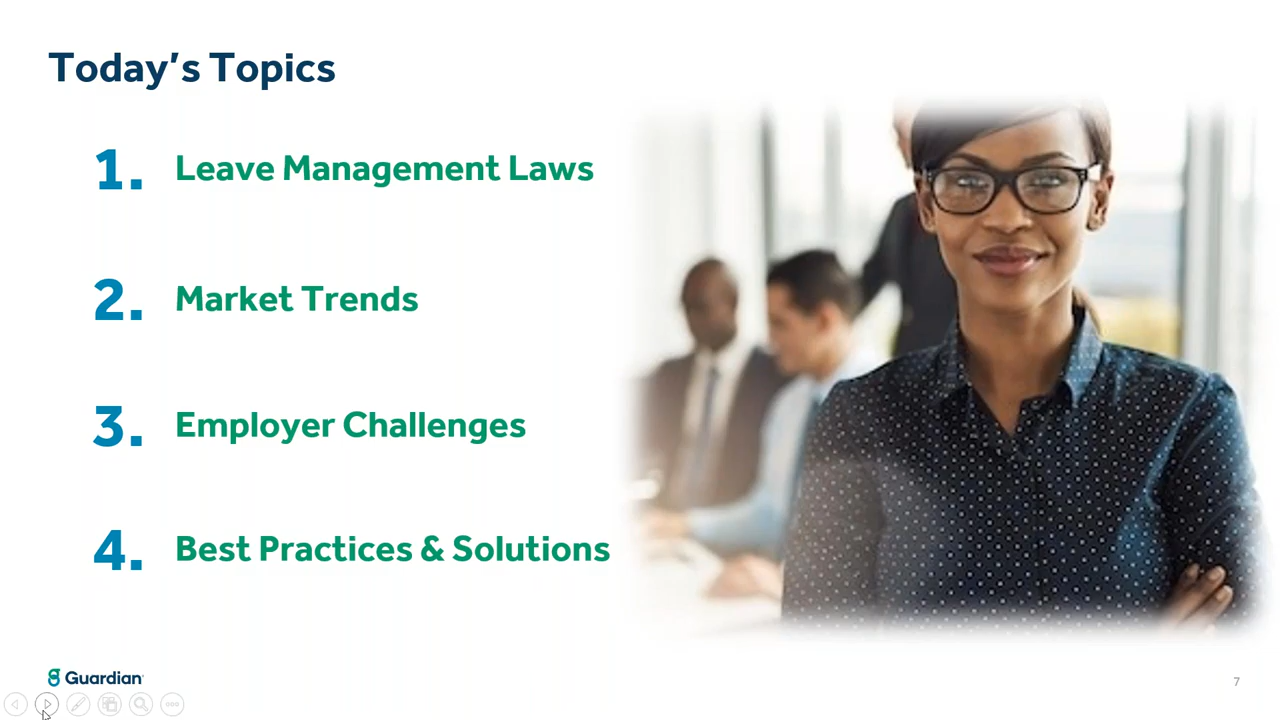 Today’s Topics
1. Leave Management Laws
2. Market Trends
3. Employer Challenges
4. Best Practices & Solutions
Guardian
7